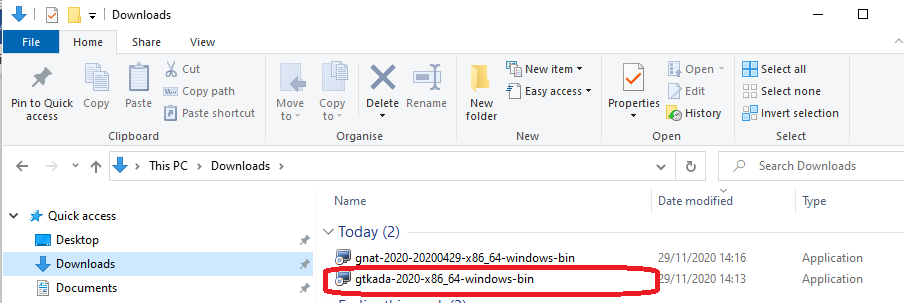 Downloads
File Home Share View
Pin to Quick access
Copy
Paste
Cut
Copy path
Paste shortcut
Clipboard
Move to
Copy to
Delete
Rename
Organise
New folder
New item
Easy access
New
Properties
Open
Edit
History
Open
Select all
Select none
Invert selection
Select
This PC Downloads
Search Downloads
Quick access
Desktop
Downloads
Documents
Name Date modified Type
Today (2)
gnat-2020-20200429-x86_64-windows-bin 29/11/2020 14:16 Application
gtkada-2020-x86_64-windows-bin 29/11/2020 14:13 Application